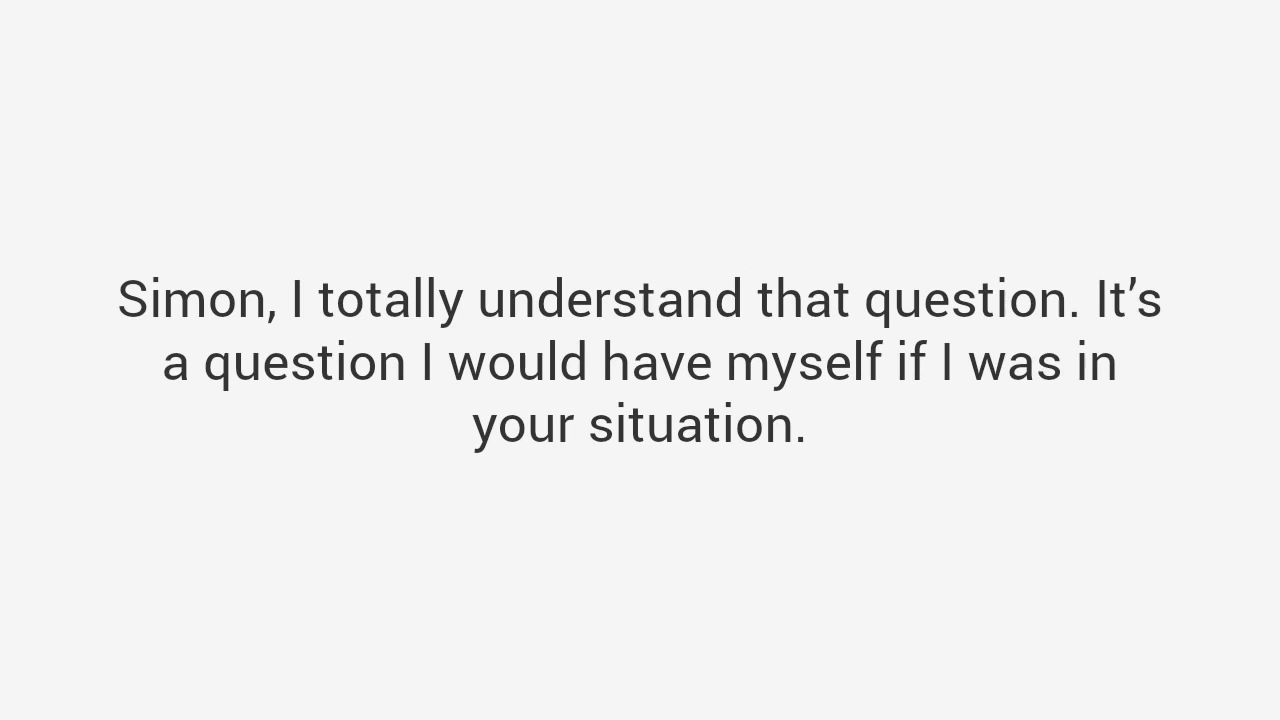 Simon, I totally understand that question. It’s
a question I would have myself if I was in
your situation.